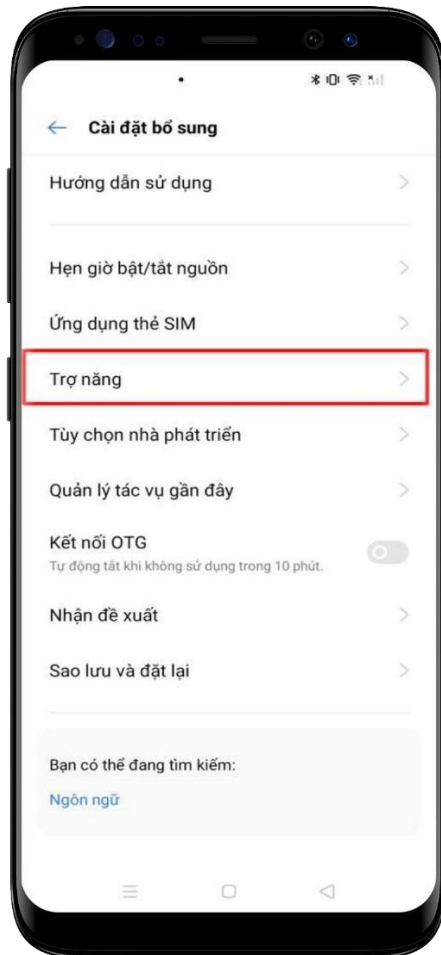 Cài đặt bổ sung
Hướng dẫn sử dụng
Hẹn giờ bật/tắt nguồn
Ứng dụng thẻ SIM
Trợ năng
Tùy chọn nhà phát triển
Quản lý tác vụ gần đây
Kết nối OTG
Tự động tắt khi không sử dụng trong 10 phút.
Nhận đề xuất
Sao lưu và đặt lại
Bạn có thể đang tìm kiếm:
Ngôn ngữ